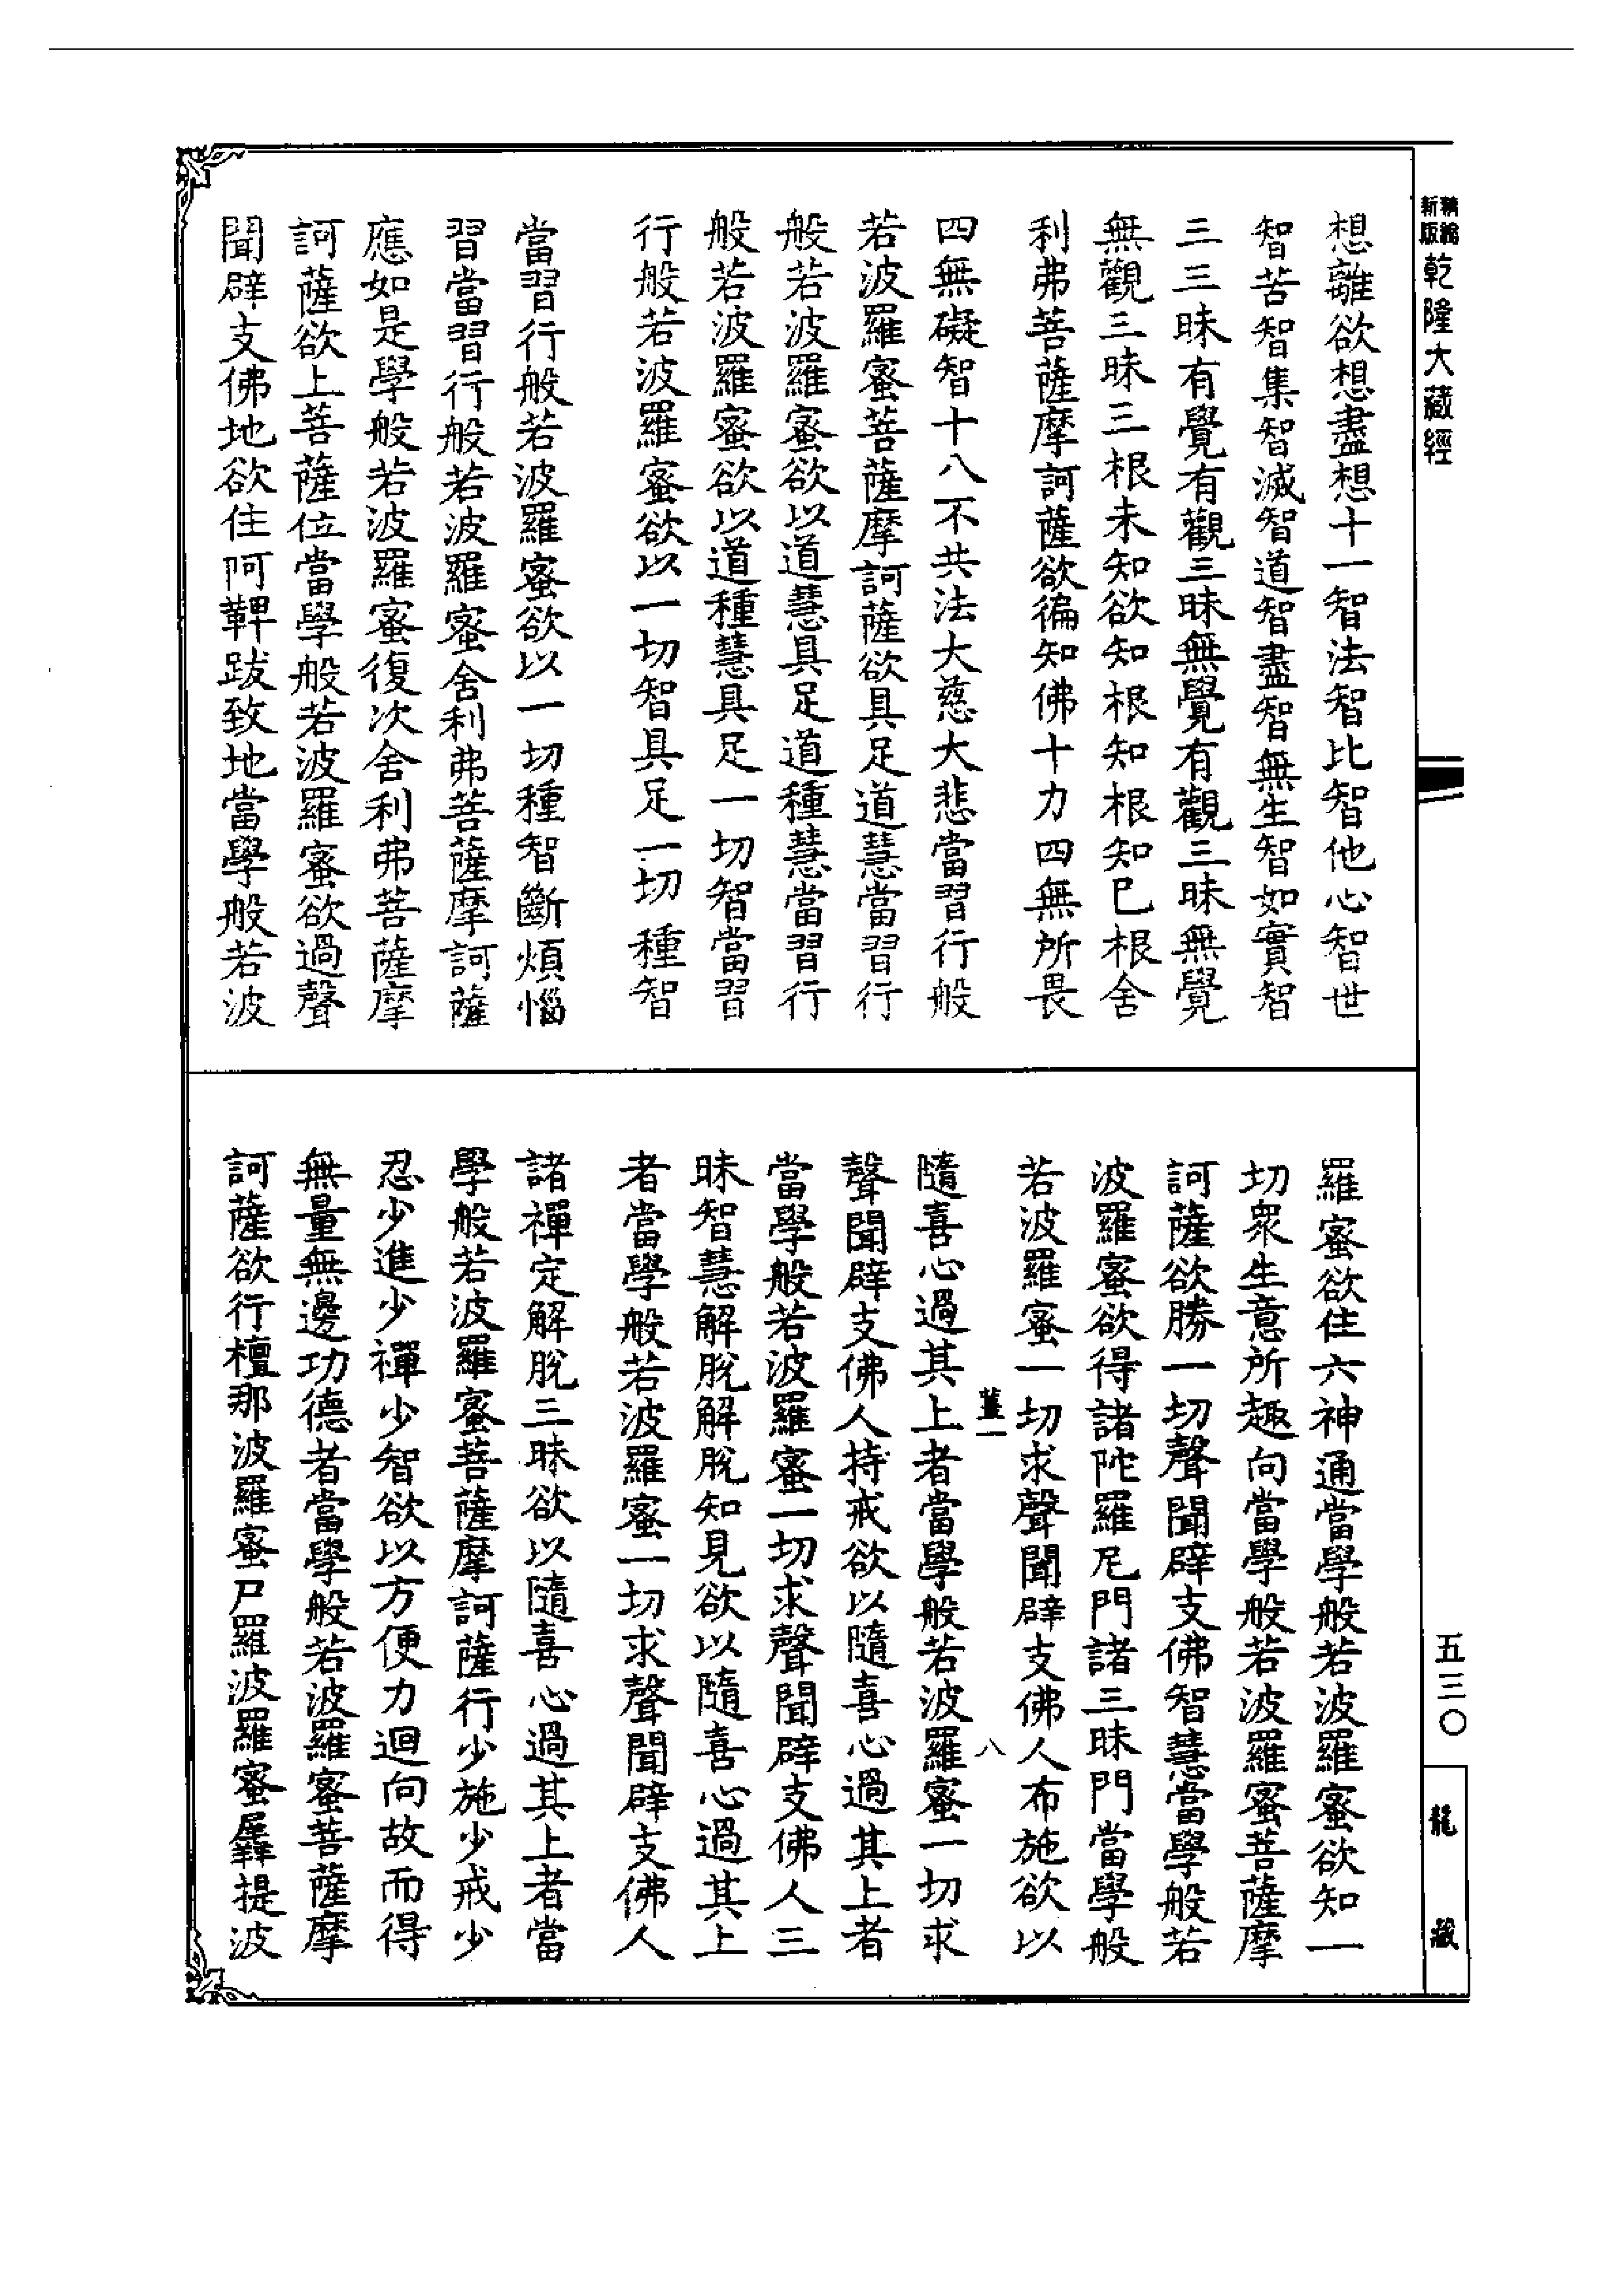 精編
新版
乾隆大藏經
想離欲想盡想十一智法智比智他心智世
智苦智集智滅智道智盡智無生智如實智
三三昧有覺有觀三昧無覺有觀三昧無覺
無觀三昧三根未知欲知根知根知已根舍
利弗菩薩摩訶薩欲徧知佛十力四無所畏
四無礙智十八不共法大慈大悲當習行般
若波羅蜜菩薩摩訶薩欲具足道慧當習行
般若波羅蜜欲以道慧具足道種慧當習行
般若波羅蜜欲以道種慧具足一切智當習
行般若波羅蜜欲以一切智具足一切種智
當習行般若波羅蜜欲以一切種智斷煩惱
習當習行般若波羅蜜舍利弗菩薩摩訶薩
應如是學般若波羅蜜復次舍利弗菩薩摩
訶薩欲上菩薩位當學般若波羅蜜欲過聲
聞辟支佛地欲住阿鞞跋致地當學般若波
羅蜜欲住六神通當學般若波羅蜜欲知一
切衆生意所趣向當學般若波羅蜜菩薩摩
訶薩欲勝一切聲聞辟支佛智慧當學般若
波羅蜜欲得諸陀羅尼門諸三昧門當學般
若波羅蜜一切求聲聞辟支佛人布施欲以
一 八
隨喜心過其上者當學般若波羅蜜一切求
聲聞辟支佛人持戒欲以隨喜心過其上者
當學般若波羅蜜一切求聲聞辟支佛人三
昧智慧解脫解脫知見欲以隨喜心過其上
者當學般若波羅蜜一切求聲聞辟支佛人
諸禪定解脫三昧欲以隨喜心過其上者當
學般若波羅蜜菩薩摩訶薩行少施少戒少
忍少進少禪少智欲以方便力迴向故而得
無量無邊功德者當學般若波羅蜜菩薩摩
訶薩欲行檀那波羅蜜尸羅波羅蜜羼提波
五三〇
龍藏